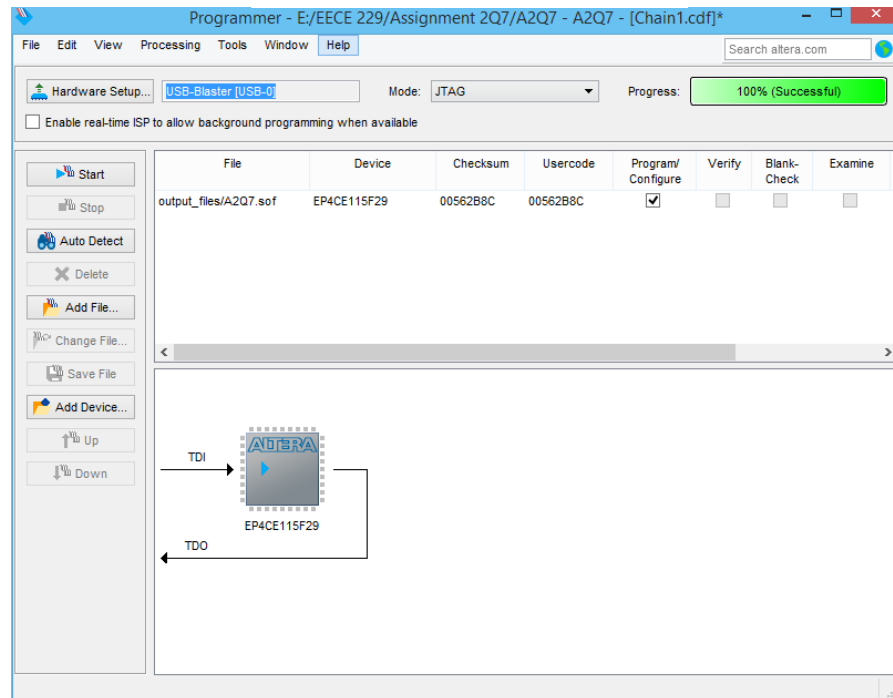 Programmer - E:/EECE 229/Assignment 2Q7/A2Q7 - A2Q7 - [Chain1.cdf]*
File Edit View Processing Tools Window Help
Search altera.com
Hardware Setup... USB-Blaster [USB-0] Mode: JTAG Progress: 100% (Successful)
Enable real-time ISP to allow background programming when available
Start
Stop
Auto Detect
Delete
Add File...
Change File...
Save File
Add Device...
Up
Down
File Device Checksum Usercode Program/ Configure Verify Blank- Check Examine
output_files/A2Q7.sof EP4CE115F29 00562B8C 00562B8C
TDI
ALTERA
EP4CE115F29
TDO